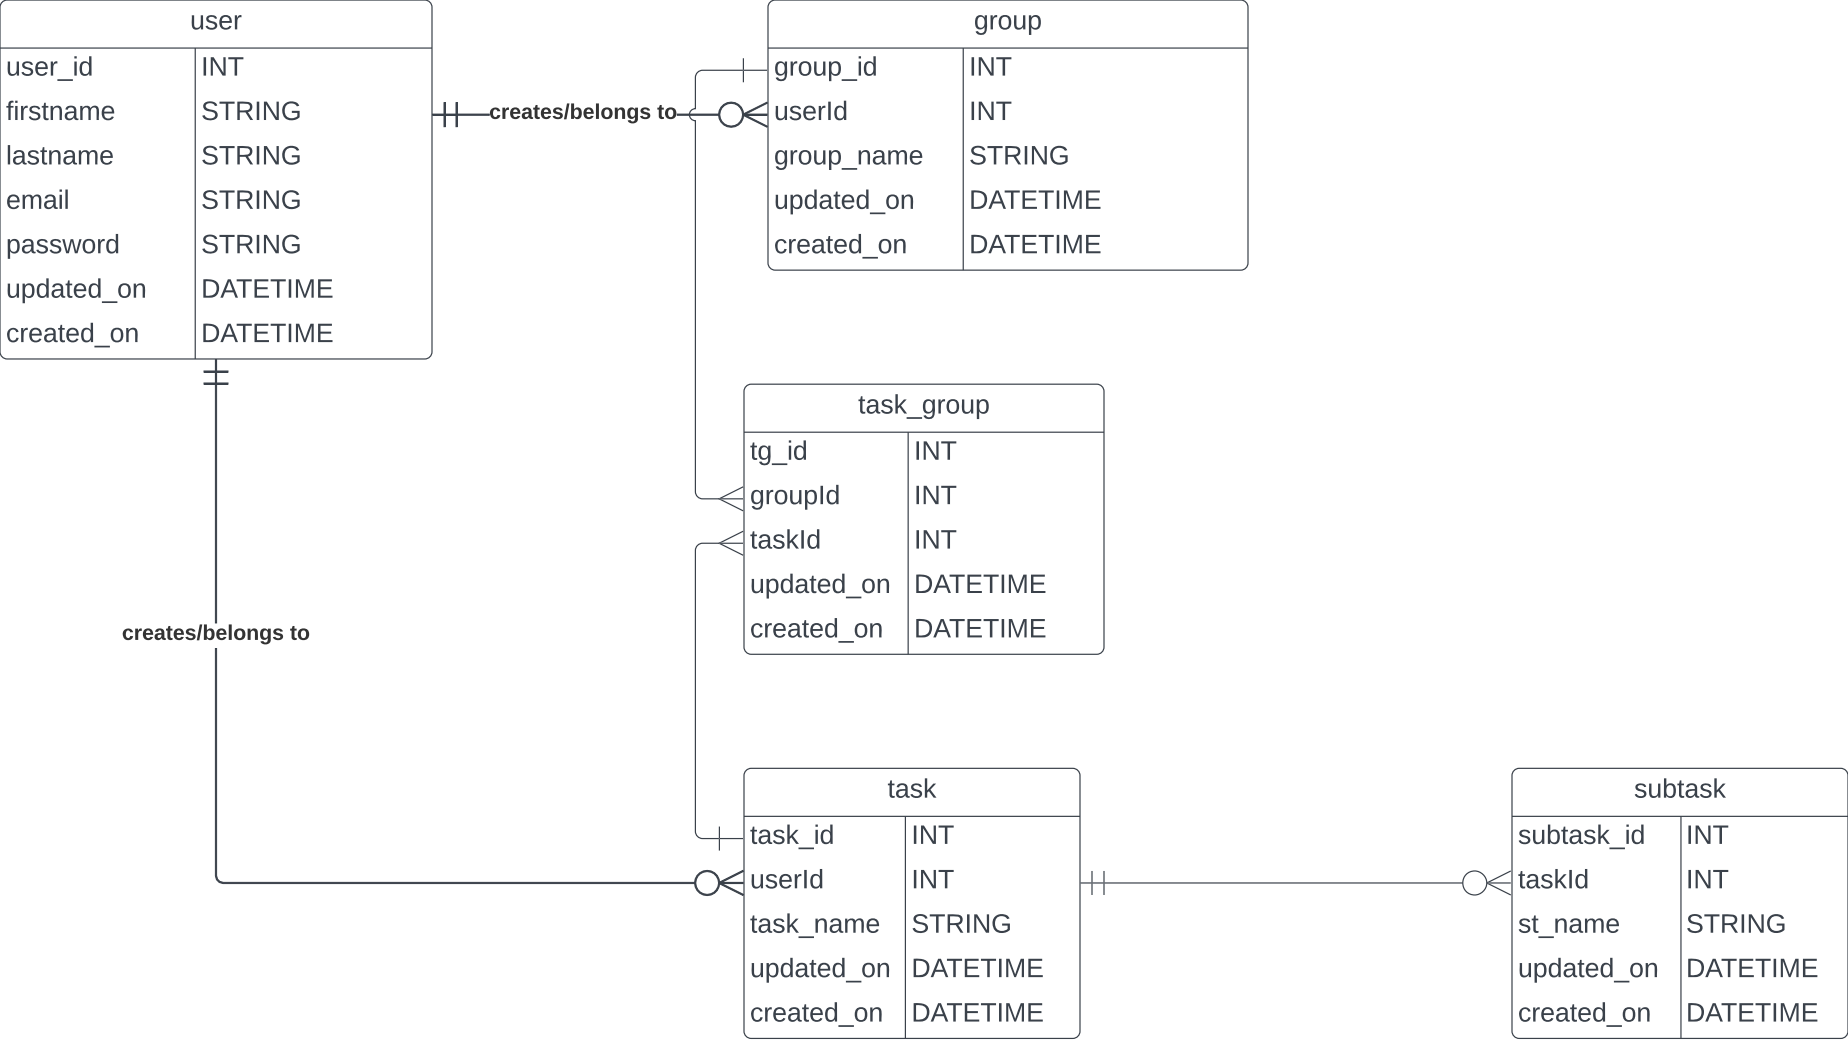 user
user_id INT
firstname STRING
lastname STRING
email STRING
password STRING
updated_on DATETIME
created_on DATETIME
creates/belongs to
group
group_id INT
userId INT
group_name STRING
updated_on DATETIME
created_on DATETIME
task_group
tg_id INT
groupId INT
taskId INT
updated_on DATETIME
created_on DATETIME
creates/belongs to
task
task_id INT
userId INT
task_name STRING
updated_on DATETIME
created_on DATETIME
subtask
subtask_id INT
taskId INT
st_name STRING
updated_on DATETIME
created_on DATETIME